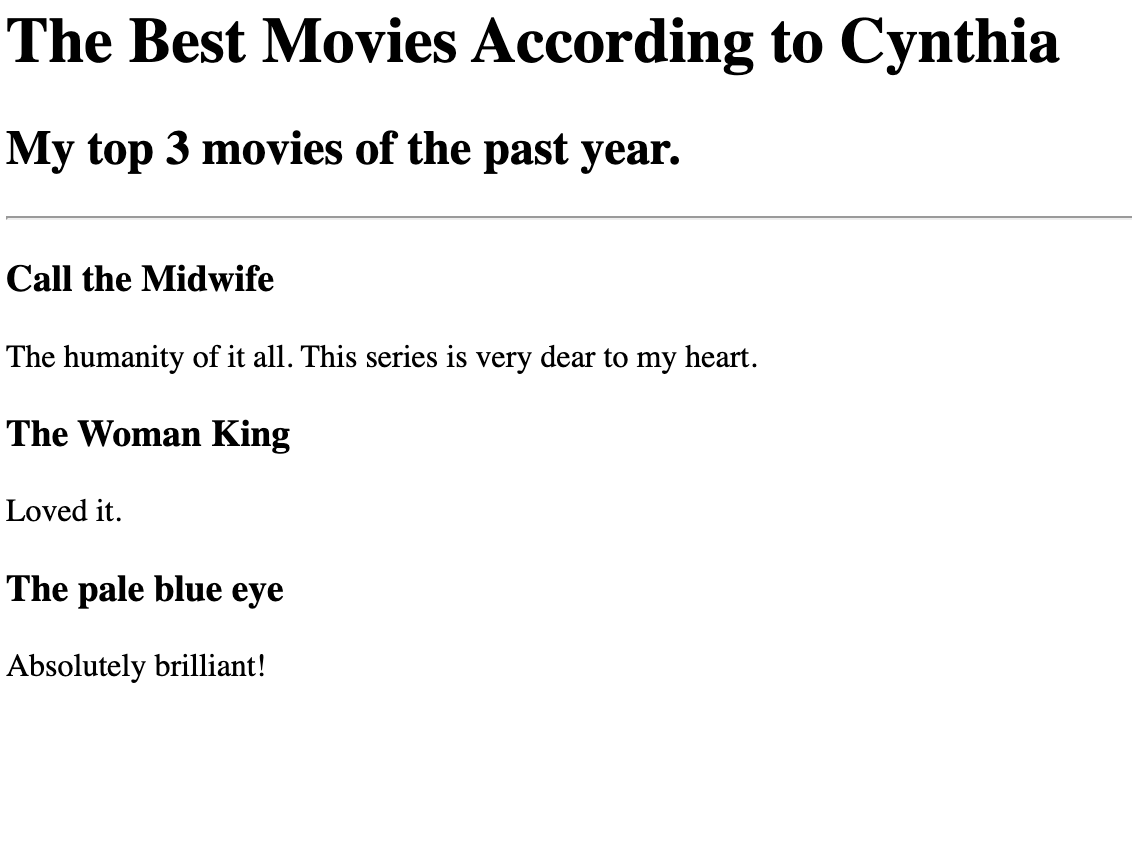 The Best Movies According to Cynthia
My top 3 movies of the past year.
Call the Midwife
The humanity of it all. This series is very dear to my heart.
The Woman King
Loved it.
The pale blue eye
Absolutely brilliant!